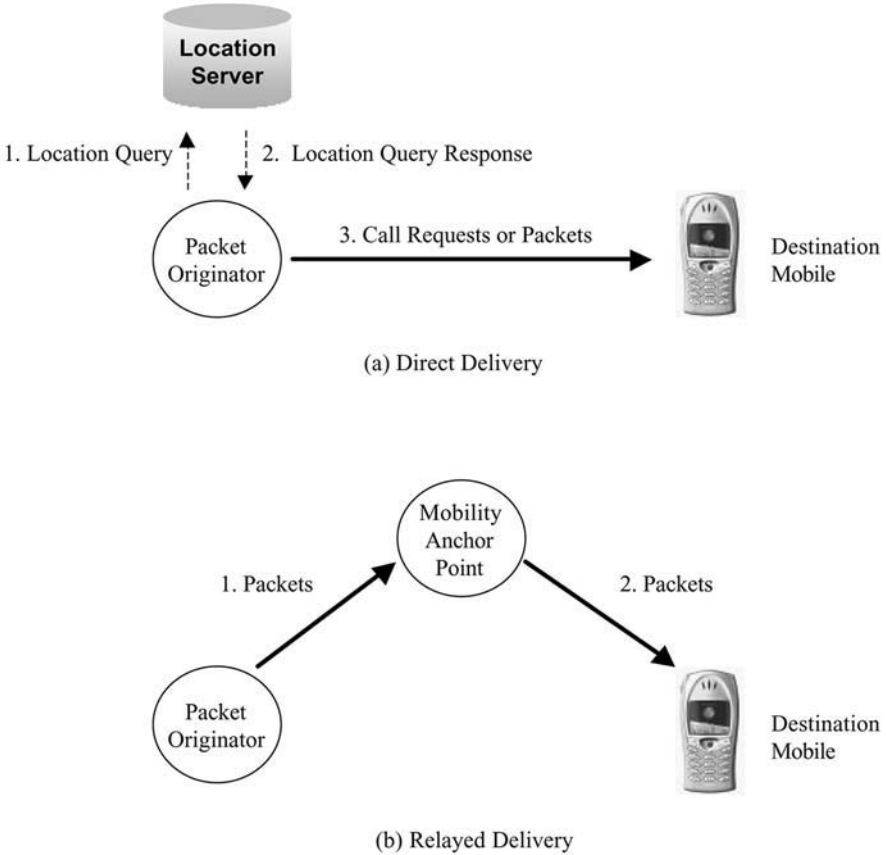 Location
Server
1. Location Query
2. Location Query Response
Packet
Originator
3. Call Requests or Packets
Destination
Mobile
(a) Direct Delivery
Mobility
Anchor
Point
1. Packets
2. Packets
Packet
Originator
Destination
Mobile
(b) Relayed Delivery